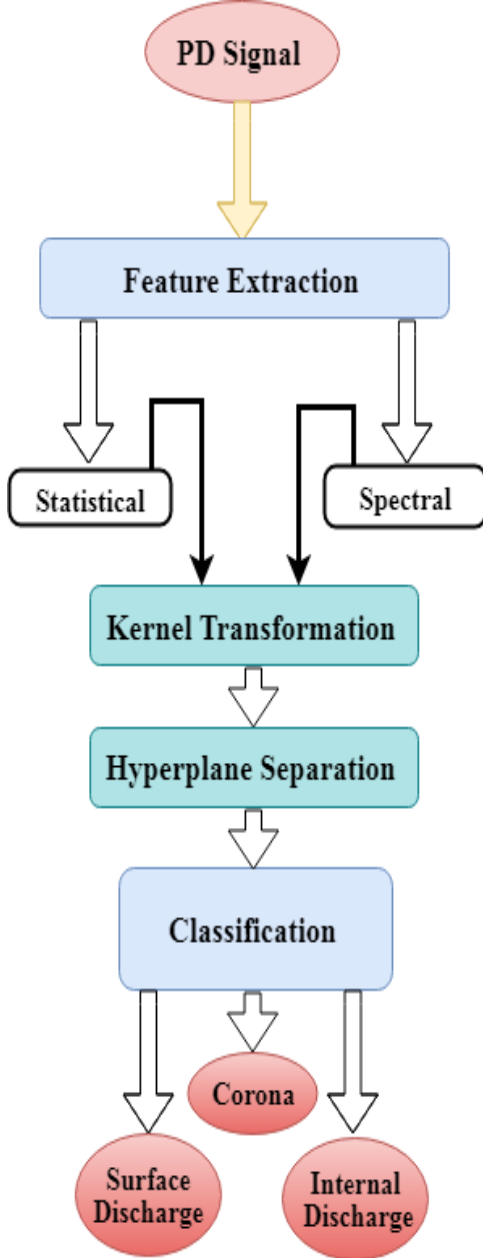 PD Signal
Feature Extraction
Statistical
Spectral
Kernel Transformation
Hyperplane Separation
Classification
Corona
Surface
Discharge
Internal
Discharge